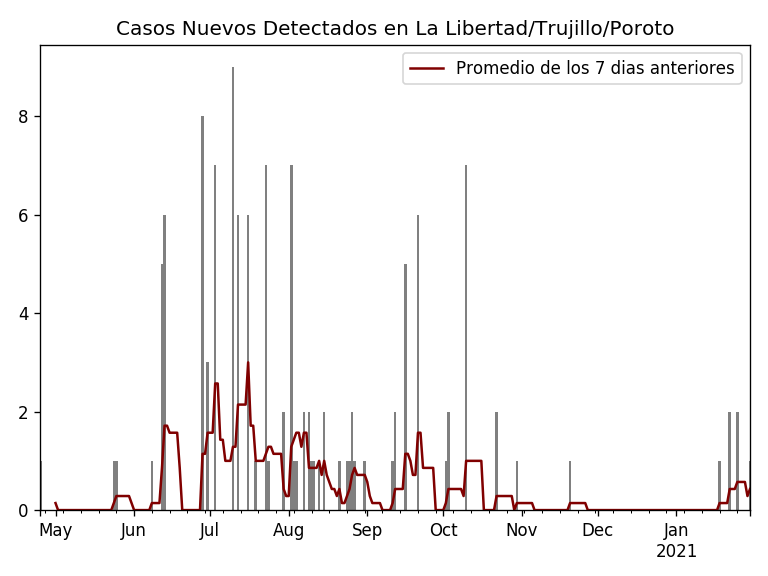 Casos Nuevos Detectados en La Libertad/Trujillo/Poroto
Promedio de los 7 dias anteriores
8
6
4
2
0
May Jun Jul Aug Sep Oct Nov Dec Jan
2021